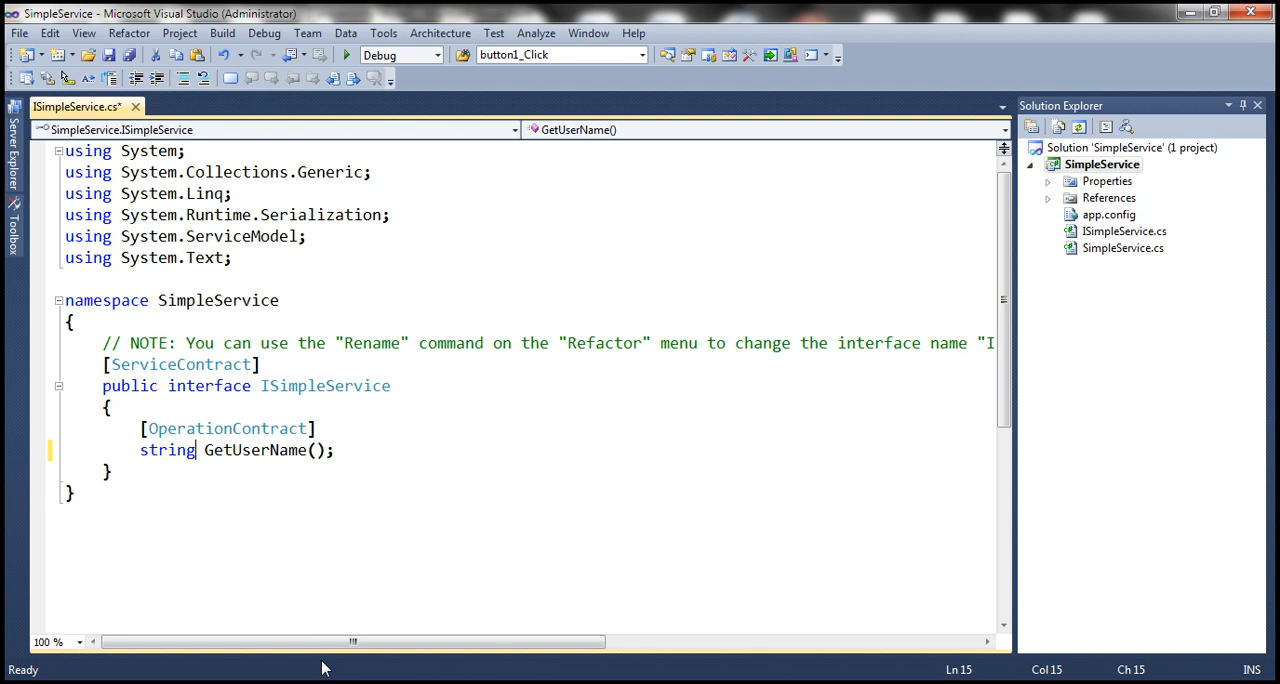 SimpleService - Microsoft Visual Studio (Administrator)
File Edit View Refactor Project Build Debug Team Data Tools Architecture Test Analyze Window Help
Debug button1_Click
ISimpleService.cs*
Solution Explorer
SimpleService.ISimpleService GetUserName()
Server Explorer
Toolbox
using System;
using System.Collections.Generic;
using System.Linq;
using System.Runtime.Serialization;
using System.ServiceModel;
using System.Text;
namespace SimpleService
{
// NOTE: You can use the "Rename" command on the "Refactor" menu to change the interface name "I
[ServiceContract]
public interface ISimpleService
{
[OperationContract]
string GetUserName();
}
}
Solution 'SimpleService' (1 project)
SimpleService
Properties
References
app.config
ISimpleService.cs
SimpleService.cs
100 %
Ready Ln 15 Col 15 Ch 15 INS